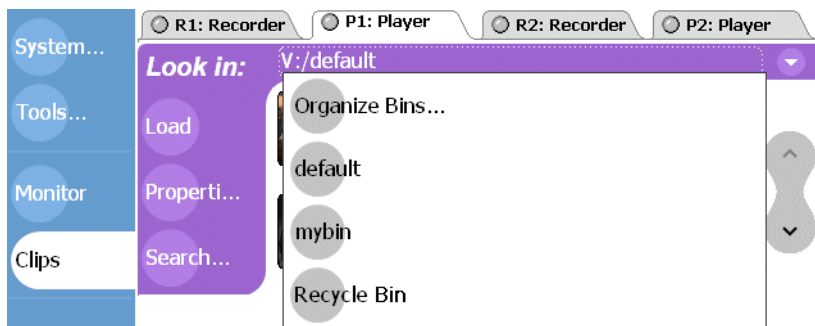 R1: Recorder
P1: Player
R2: Recorder
P2: Player
System...
Tools...
Monitor
Clips
Look in:
V:/default
Load
Properti...
Search...
Organize Bins...
default
mybin
Recycle Bin